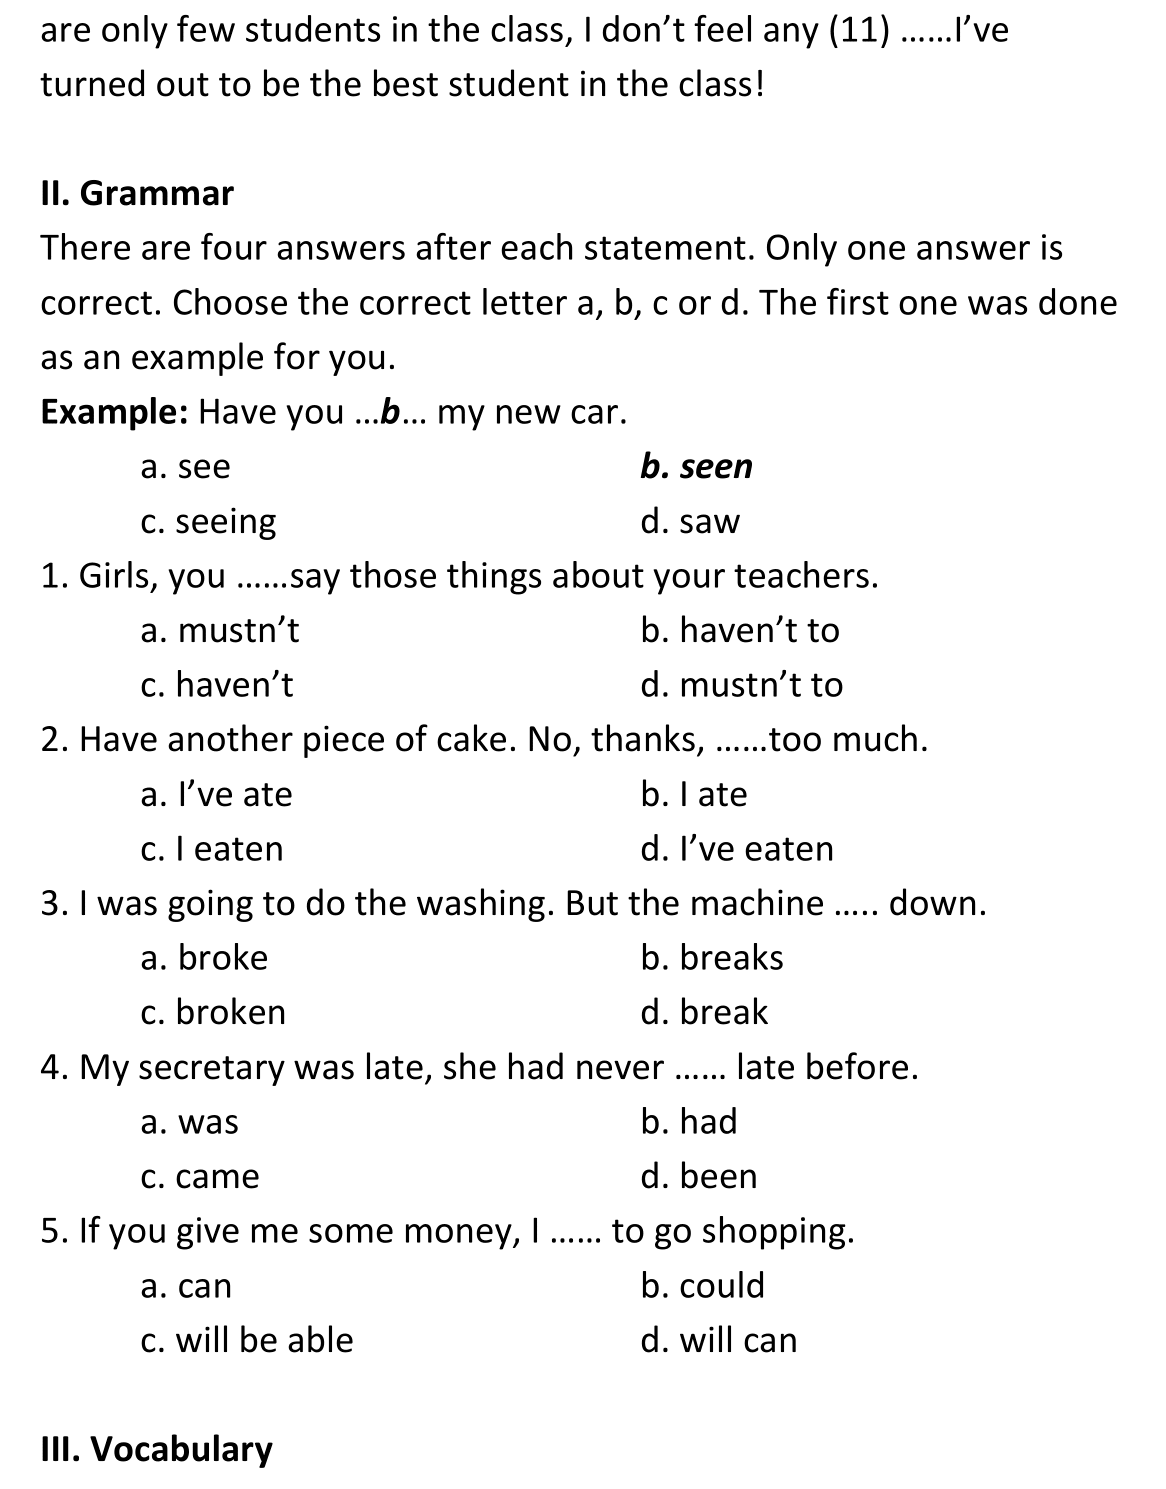 are only few students in the class, I don’t feel any (11) ……I’ve
turned out to be the best student in the class!
II. Grammar
There are four answers after each statement. Only one answer is
correct. Choose the correct letter a, b, c or d. The first one was done
as an example for you.
Example: Have you …b… my new car.
a. see b. seen
c. seeing d. saw
1. Girls, you ……say those things about your teachers.
a. mustn’t b. haven’t to
c. haven’t d. mustn’t to
2. Have another piece of cake. No, thanks, ……too much.
a. I’ve ate b. I ate
c. I eaten d. I’ve eaten
3. I was going to do the washing. But the machine ….. down.
a. broke b. breaks
c. broken d. break
4. My secretary was late, she had never …… late before.
a. was b. had
c. came d. been
5. If you give me some money, I …… to go shopping.
a. can b. could
c. will be able d. will can
III. Vocabulary